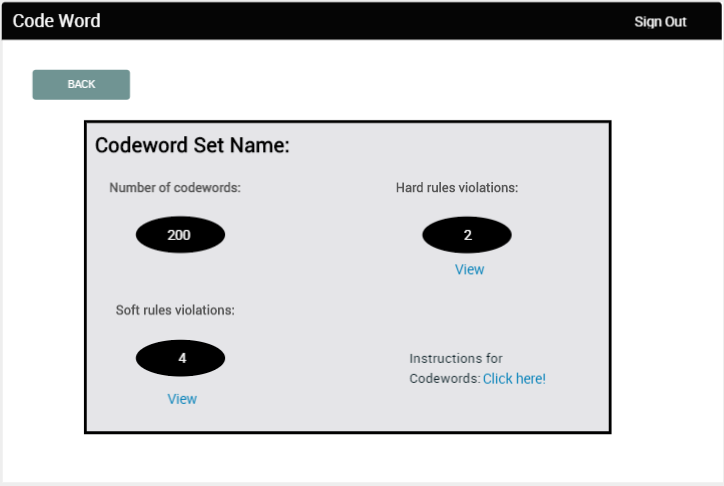 Code Word
Sign Out
BACK
Codeword Set Name:
Number of codewords:
Hard rules violations:
200
2
View
Soft rules violations:
4
Instructions for
Codewords: Click here!
View